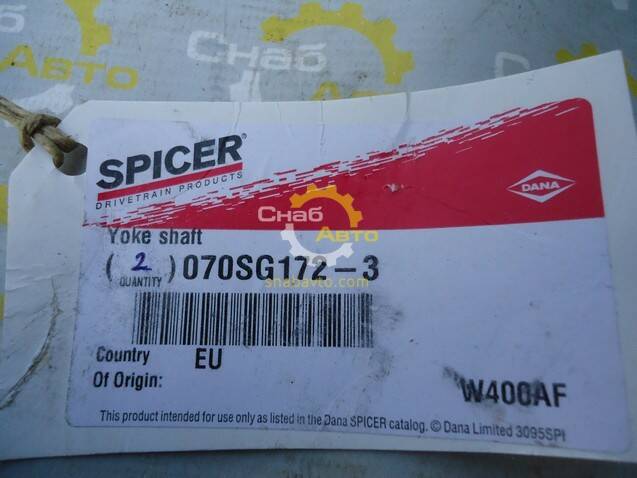 Снаб
Авто
SPICER®
DRIVETRAIN PRODUCTS
DANA
Снаб
Авто
snabavto.com
Yoke shaft
( 2 ) 070SG172-3
QUANTITY
Country
Of Origin:
EU
W400AF
This product intended for use only as listed in the Dana SPICER catalog. © Dana Limited 3095SPI